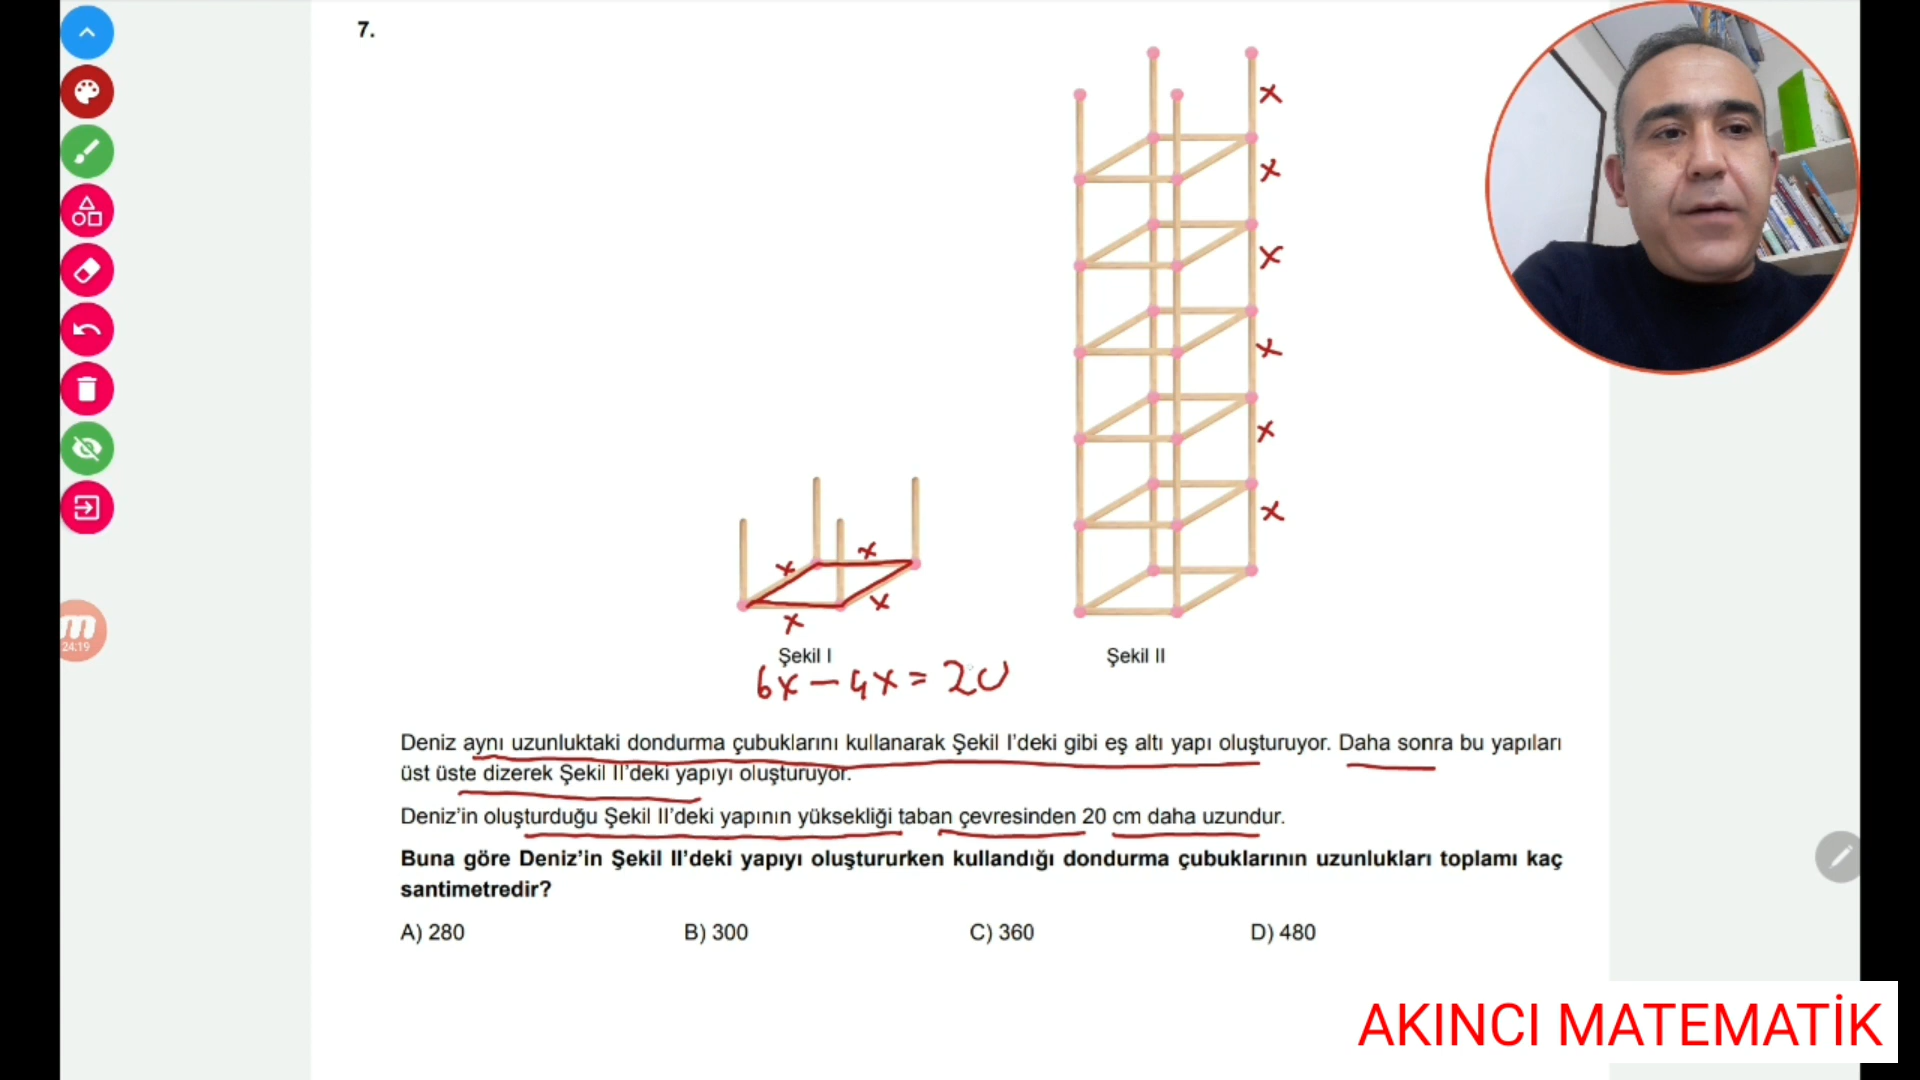 7.
x
x
x
x
x
x
x
x
x
x
Şekil I
Şekil II
6x - 4x = 20
m
24:19
Deniz aynı uzunluktaki dondurma çubuklarını kullanarak Şekil I'deki gibi eş altı yapı oluşturuyor. Daha sonra bu yapıları
üst üste dizerek Şekil II'deki yapıyı oluşturuyor.
Deniz'in oluşturduğu Şekil II'deki yapının yüksekliği taban çevresinden 20 cm daha uzundur.
Buna göre Deniz'in Şekil II'deki yapıyı oluştururken kullandığı dondurma çubuklarının uzunlukları toplamı kaç
santimetredir?
A) 280 B) 300 C) 360 D) 480
AKINCI MATEMATİK